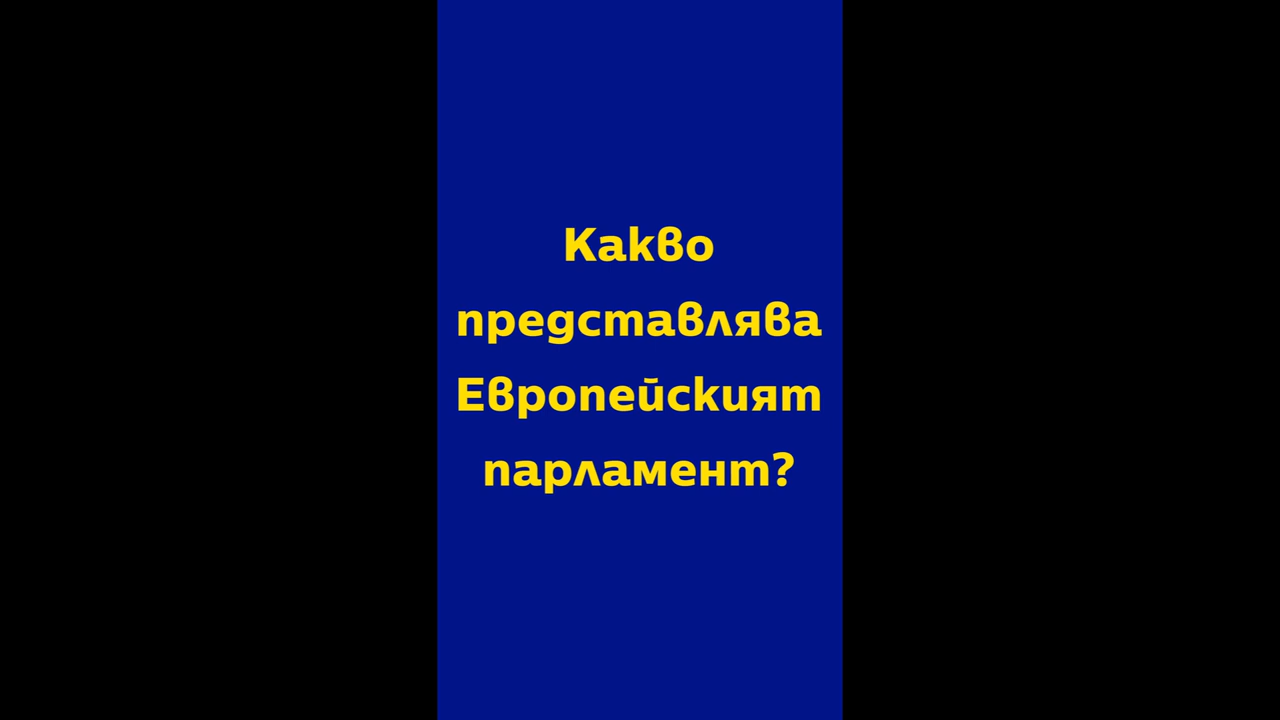 Какво
представлява
Европейският
парламент?